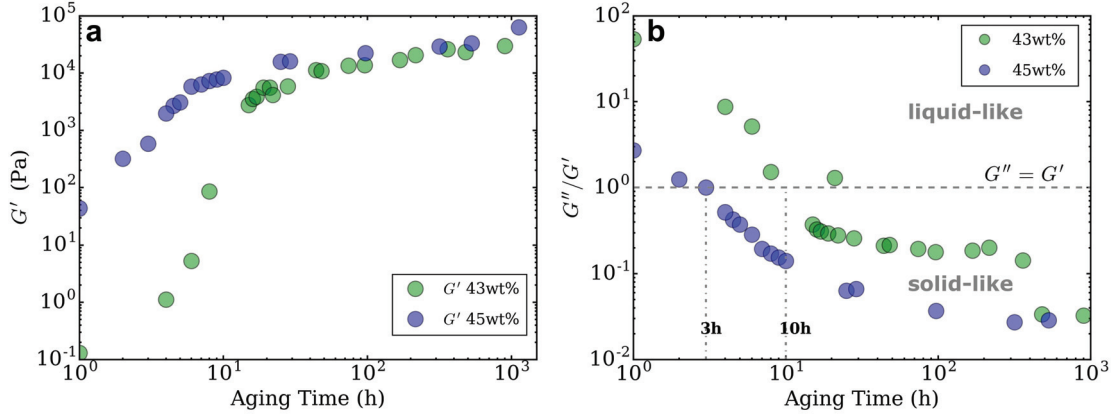 a
10^5
10^4
10^3
10^2
10^1
10^0
10^-1
G′ (Pa)
G′ 43wt%
G′ 45wt%
10^0
10^1
10^2
10^3
Aging Time (h)
b
10^2
10^1
10^0
10^-1
10^-2
G″/G′
43wt%
45wt%
liquid-like
G″ = G′
solid-like
3h
10h
10^0
10^1
10^2
10^3
Aging Time (h)